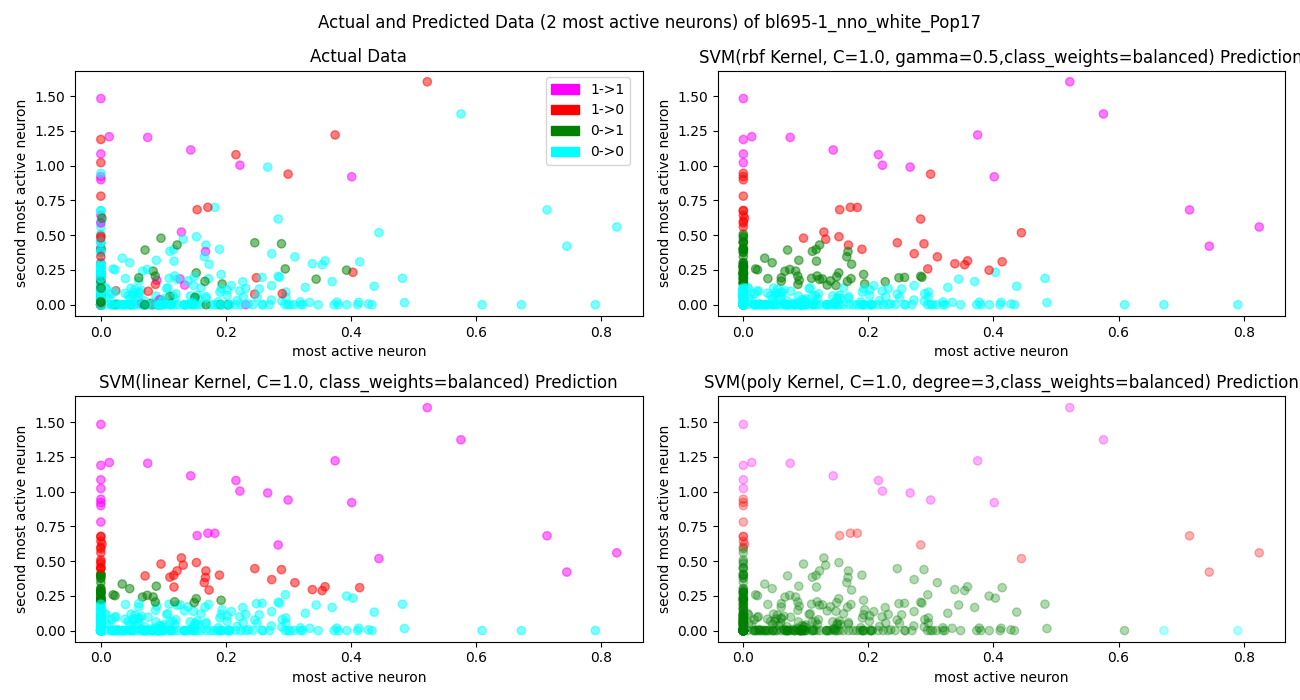 Actual and Predicted Data (2 most active neurons) of bl695-1_nno_white_Pop17
Actual Data
1.50
1.25
1.00
0.75
0.50
0.25
0.00
second most active neuron
0.0 0.2 0.4 0.6 0.8
most active neuron
1->1
1->0
0->1
0->0
SVM(rbf Kernel, C=1.0, gamma=0.5,class_weights=balanced) Prediction
1.50
1.25
1.00
0.75
0.50
0.25
0.00
second most active neuron
0.0 0.2 0.4 0.6 0.8
most active neuron
SVM(linear Kernel, C=1.0, class_weights=balanced) Prediction
1.50
1.25
1.00
0.75
0.50
0.25
0.00
second most active neuron
0.0 0.2 0.4 0.6 0.8
most active neuron
SVM(poly Kernel, C=1.0, degree=3,class_weights=balanced) Prediction
1.50
1.25
1.00
0.75
0.50
0.25
0.00
second most active neuron
0.0 0.2 0.4 0.6 0.8
most active neuron